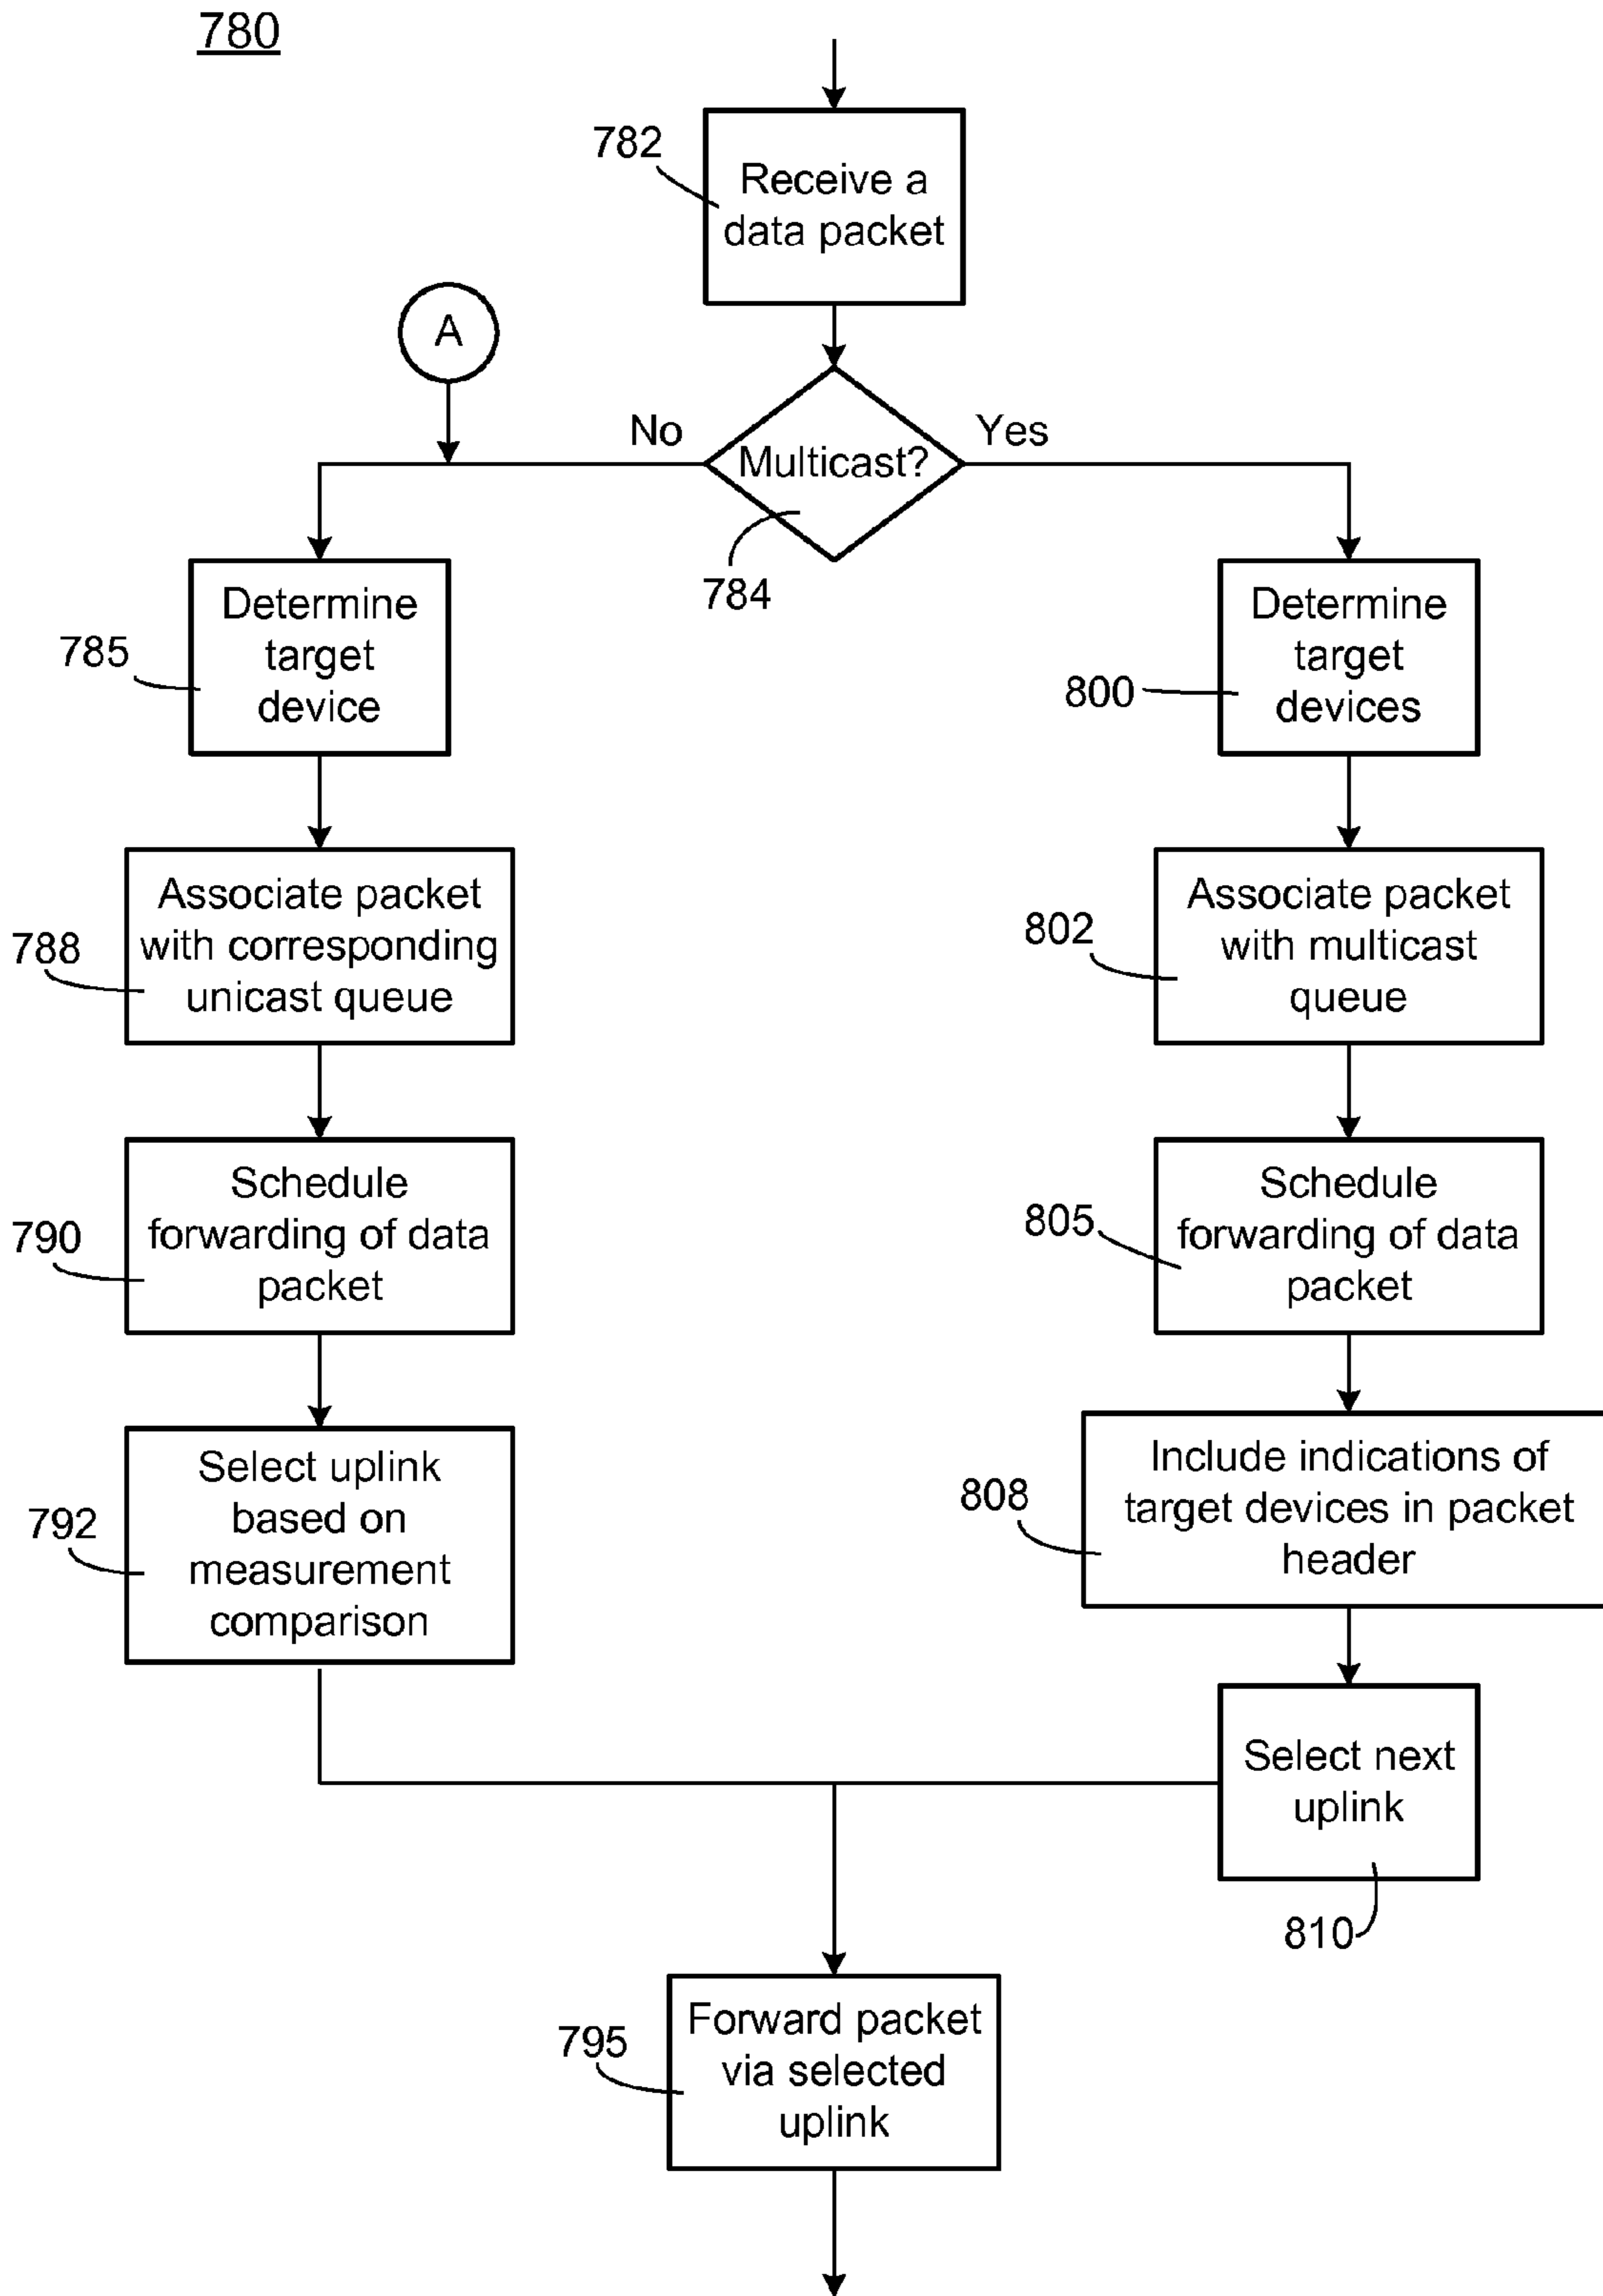 780
782
Receive a
data packet
A
No
Multicast?
Yes
784
785
Determine
target
device
800
Determine
target
devices
788
Associate packet
with corresponding
unicast queue
802
Associate packet
with multicast
queue
790
Schedule
forwarding of data
packet
805
Schedule
forwarding of data
packet
792
Select uplink
based on
measurement
comparison
808
Include indications of
target devices in packet
header
Select next
uplink
810
795
Forward packet
via selected
uplink